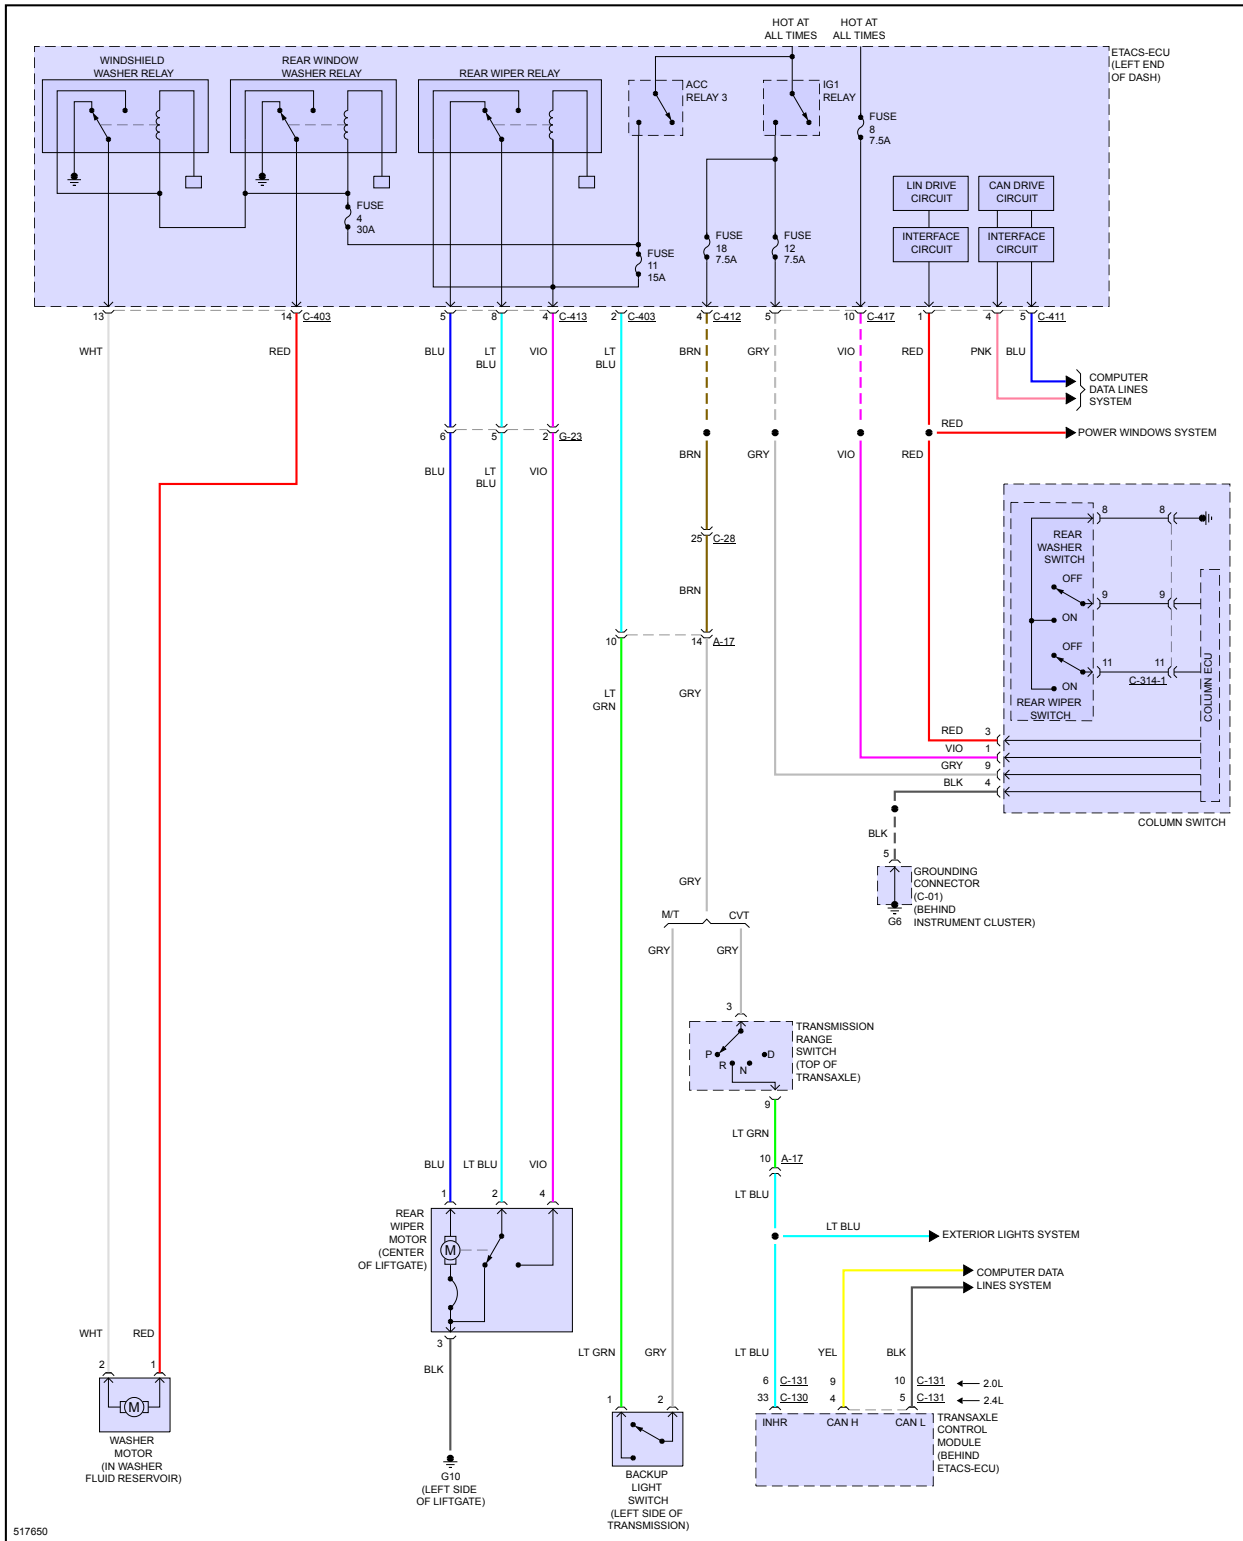 HOT AT
ALL TIMES
HOT AT
ALL TIMES
ETACS-ECU
(LEFT END
OF DASH)
WINDSHIELD
WASHER RELAY
REAR WINDOW
WASHER RELAY
REAR WIPER RELAY
ACC
RELAY 3
IG1
RELAY
FUSE
8
7.5A
LIN DRIVE
CIRCUIT
CAN DRIVE
CIRCUIT
INTERFACE
CIRCUIT
INTERFACE
CIRCUIT
FUSE
4
30A
FUSE
11
15A
FUSE
18
7.5A
FUSE
12
7.5A
13
14 C-403
5
8
4 C-413
2 C-403
4 C-412
5
10 C-417
1
4
5 C-411
WHT
RED
BLU
LT
BLU
VIO
LT
BLU
BRN
GRY
VIO
RED
PNK
BLU
COMPUTER
DATA LINES
SYSTEM
RED
POWER WINDOWS SYSTEM
6
5
2 G-23
BLU
LT
BLU
VIO
BRN
GRY
VIO
RED
25 C-28
BRN
10
14 A-17
LT
GRN
GRY
8
8
REAR
WASHER
SWITCH
OFF
9
9
ON
OFF
11
11
C-314-1
ON
REAR WIPER
SWITCH
COLUMN ECU
RED 3
VIO 1
GRY 9
BLK 4
COLUMN SWITCH
BLK
5
GROUNDING
CONNECTOR
(C-01)
(BEHIND
INSTRUMENT CLUSTER)
G6
GRY
M/T
CVT
GRY
GRY
3
TRANSMISSION
RANGE
SWITCH
(TOP OF
TRANSAXLE)
P
R
N
D
9
LT GRN
10 A-17
LT BLU
LT BLU
EXTERIOR LIGHTS SYSTEM
COMPUTER DATA
LINES SYSTEM
BLU
LT BLU
VIO
1
2
4
REAR
WIPER
MOTOR
(CENTER
OF LIFTGATE)
M
3
BLK
G10
(LEFT SIDE
OF LIFTGATE)
WHT
RED
2
1
M
WASHER
MOTOR
(IN WASHER
FLUID RESERVOIR)
LT GRN
GRY
1
2
BACKUP
LIGHT
SWITCH
(LEFT SIDE OF
TRANSMISSION)
LT BLU
YEL
BLK
6 C-131
9
10 C-131
2.0L
33 C-130
4
5 C-131
2.4L
INHR
CAN H
CAN L
TRANSAXLE
CONTROL
MODULE
(BEHIND
ETACS-ECU)
517650